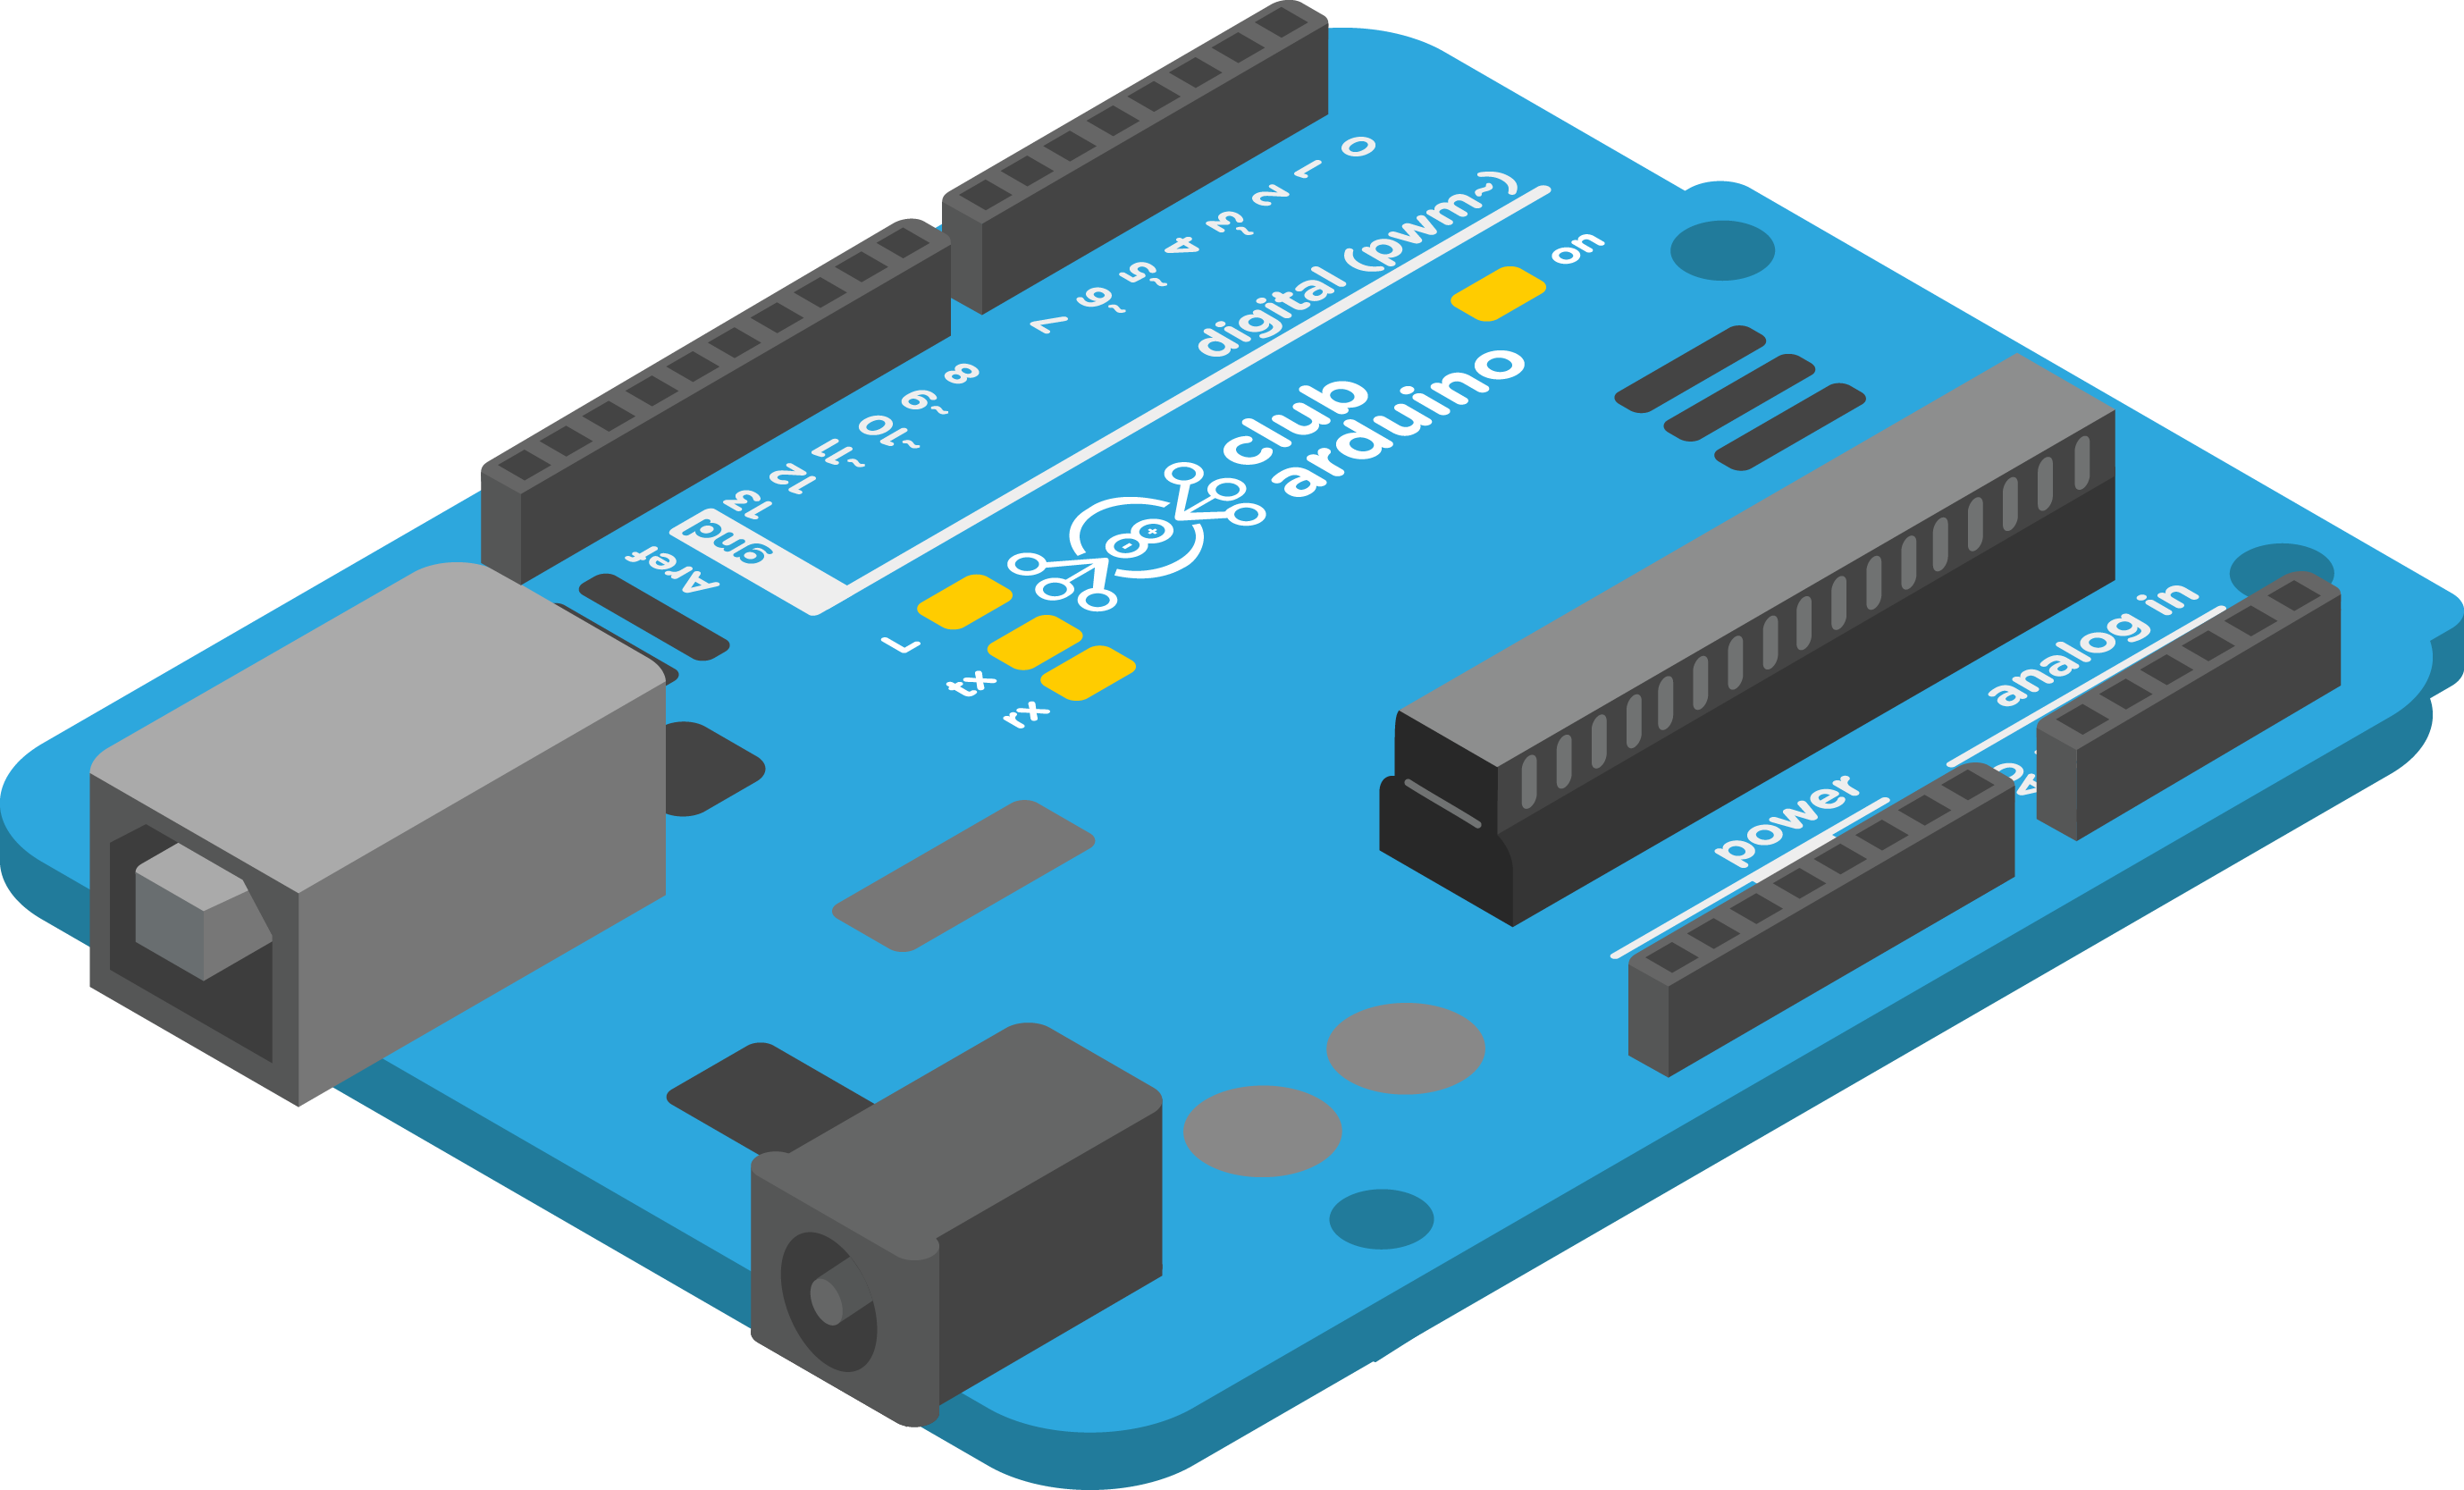 0
1
2
~3
4
~5
~6
7
8
~9
~10
~11
12
13
gnd
Aref
digital (pwm~)
on
club
arduino
L
tx
rx
analog in
power